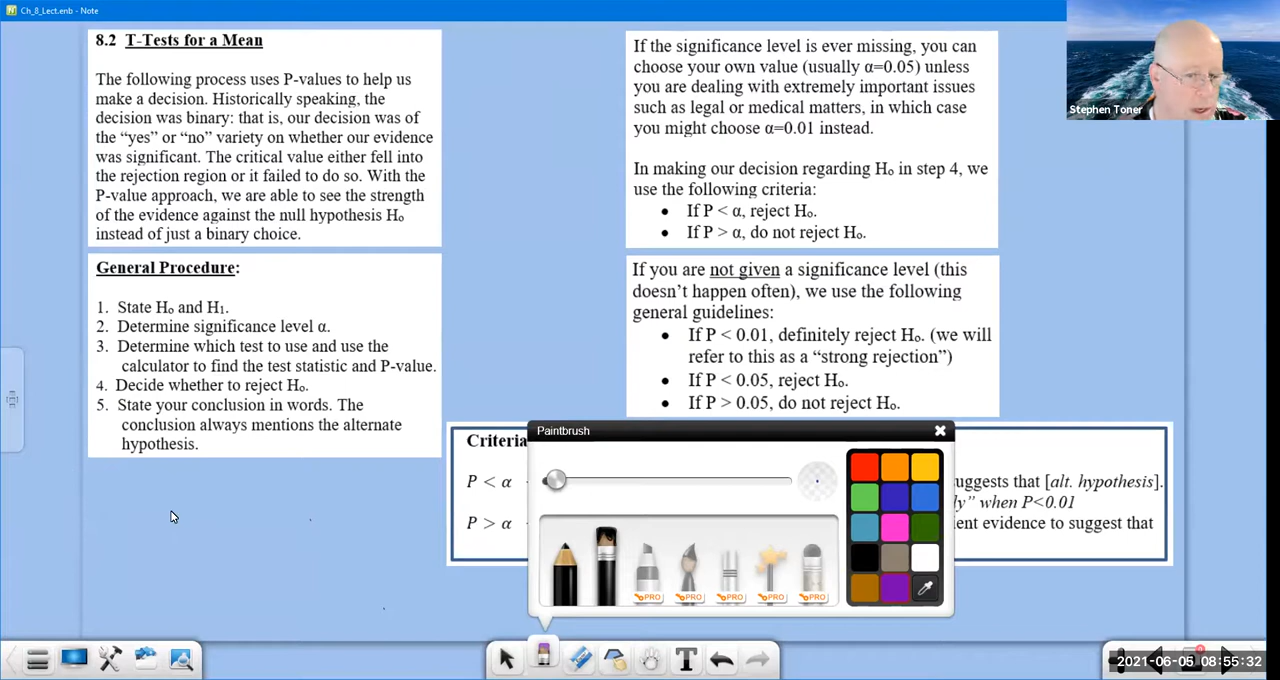 Ch_8_Lect.enb - Note
8.2 T-Tests for a Mean
The following process uses P-values to help us
make a decision. Historically speaking, the
decision was binary: that is, our decision was of
the “yes” or “no” variety on whether our evidence
was significant. The critical value either fell into
the rejection region or it failed to do so. With the
P-value approach, we are able to see the strength
of the evidence against the null hypothesis Ho
instead of just a binary choice.
General Procedure:
1. State Ho and H1.
2. Determine significance level α.
3. Determine which test to use and use the
calculator to find the test statistic and P-value.
4. Decide whether to reject Ho.
5. State your conclusion in words. The
conclusion always mentions the alternate
hypothesis.
If the significance level is ever missing, you can
choose your own value (usually α=0.05) unless
you are dealing with extremely important issues
such as legal or medical matters, in which case
you might choose α=0.01 instead.
In making our decision regarding Ho in step 4, we
use the following criteria:
• If P < α, reject Ho.
• If P > α, do not reject Ho.
If you are not given a significance level (this
doesn’t happen often), we use the following
general guidelines:
• If P < 0.01, definitely reject Ho. (we will
refer to this as a “strong rejection”)
• If P < 0.05, reject Ho.
• If P > 0.05, do not reject Ho.
Criteria
P < α
uggests that [alt. hypothesis].
ly” when P<0.01
P > α
ent evidence to suggest that
Paintbrush
PRO PRO PRO PRO PRO
Stephen Toner
2021-06-05 08:55:32